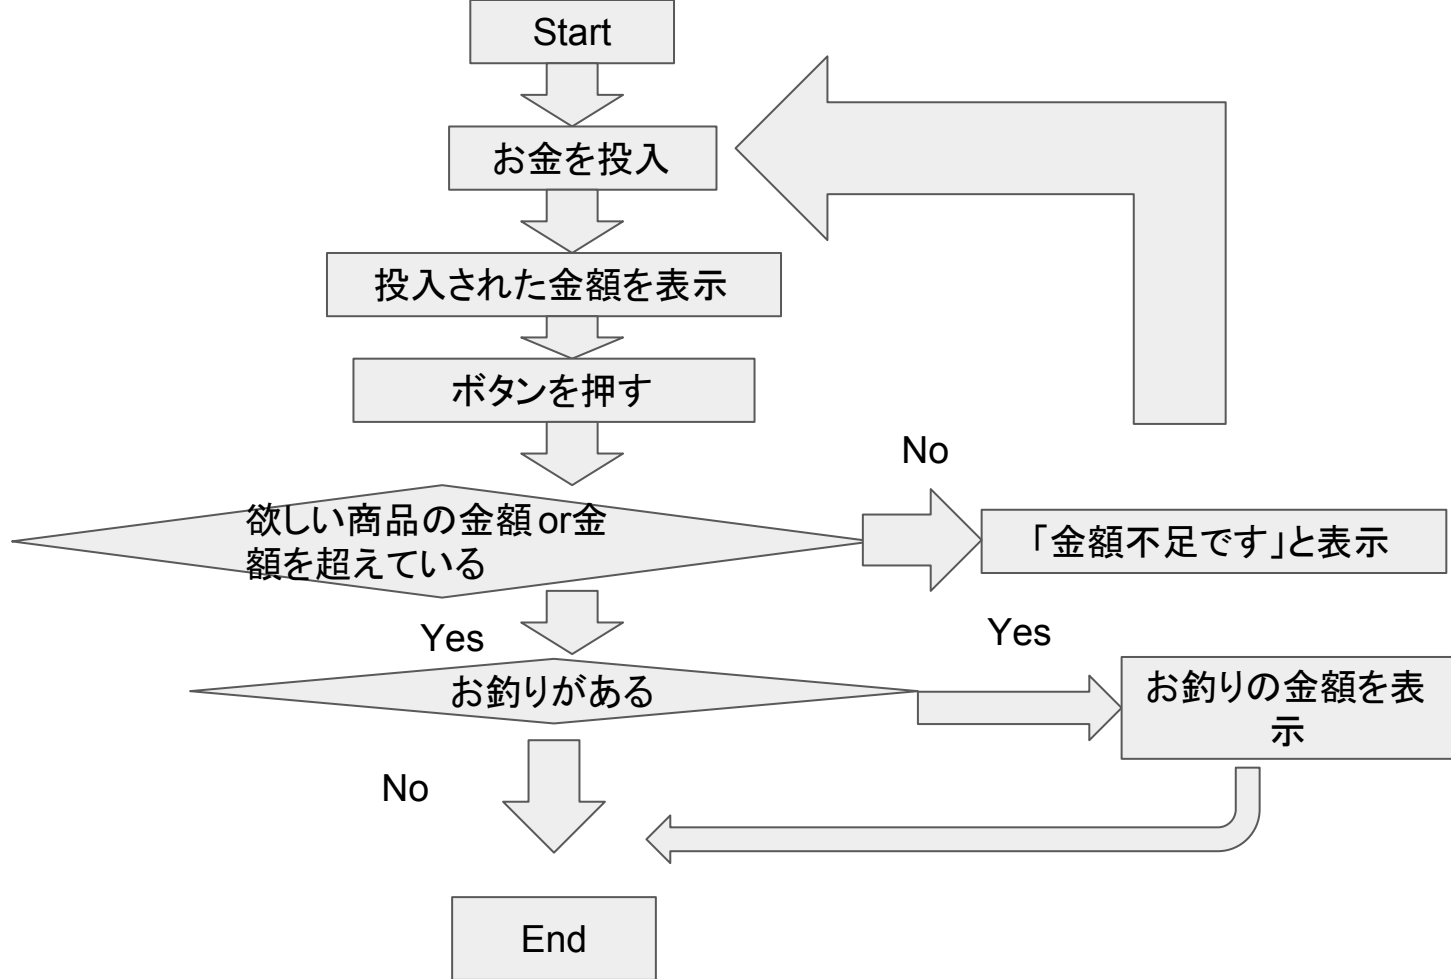 Start
お金を投入
投入された金額を表示
ボタンを押す
No
欲しい商品の金額or金
額を超えている
「金額不足です」と表示
Yes
Yes
お釣りがある
お釣りの金額を表
示
No
End